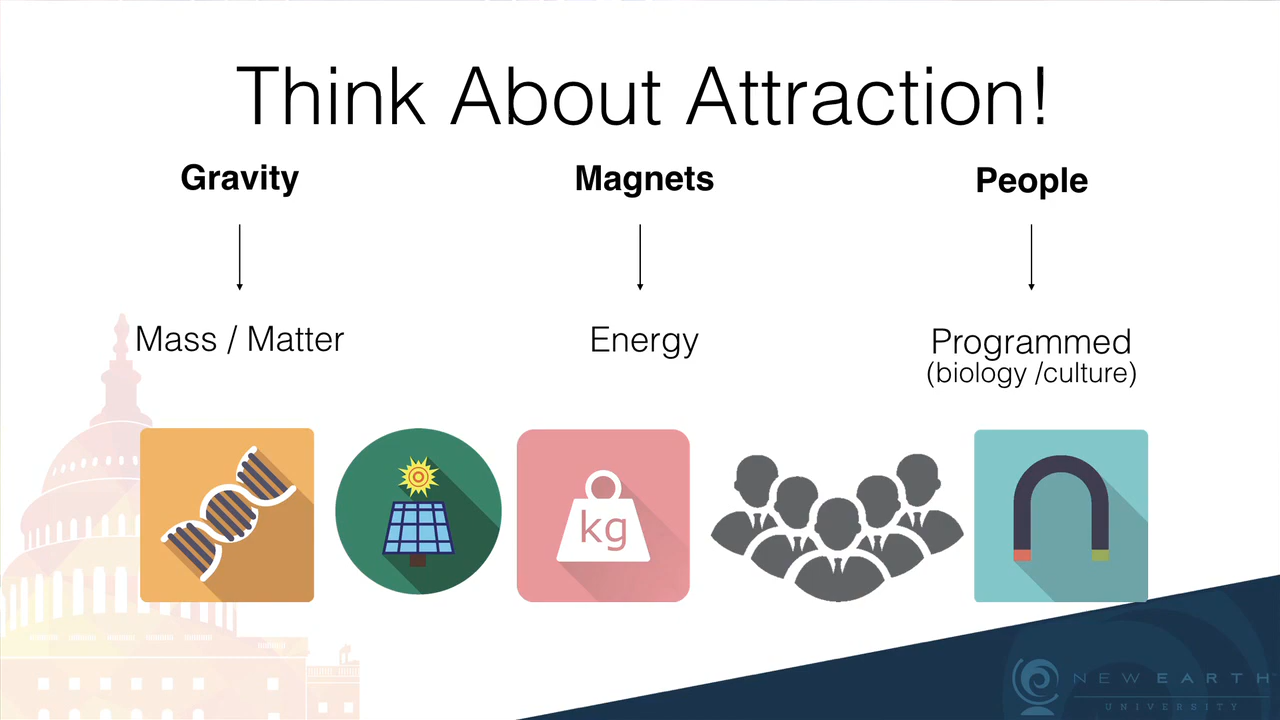 Think About Attraction!
Gravity
Magnets
People
Mass / Matter
Energy
Programmed
(biology /culture)
kg
NEW EARTH
UNIVERSITY